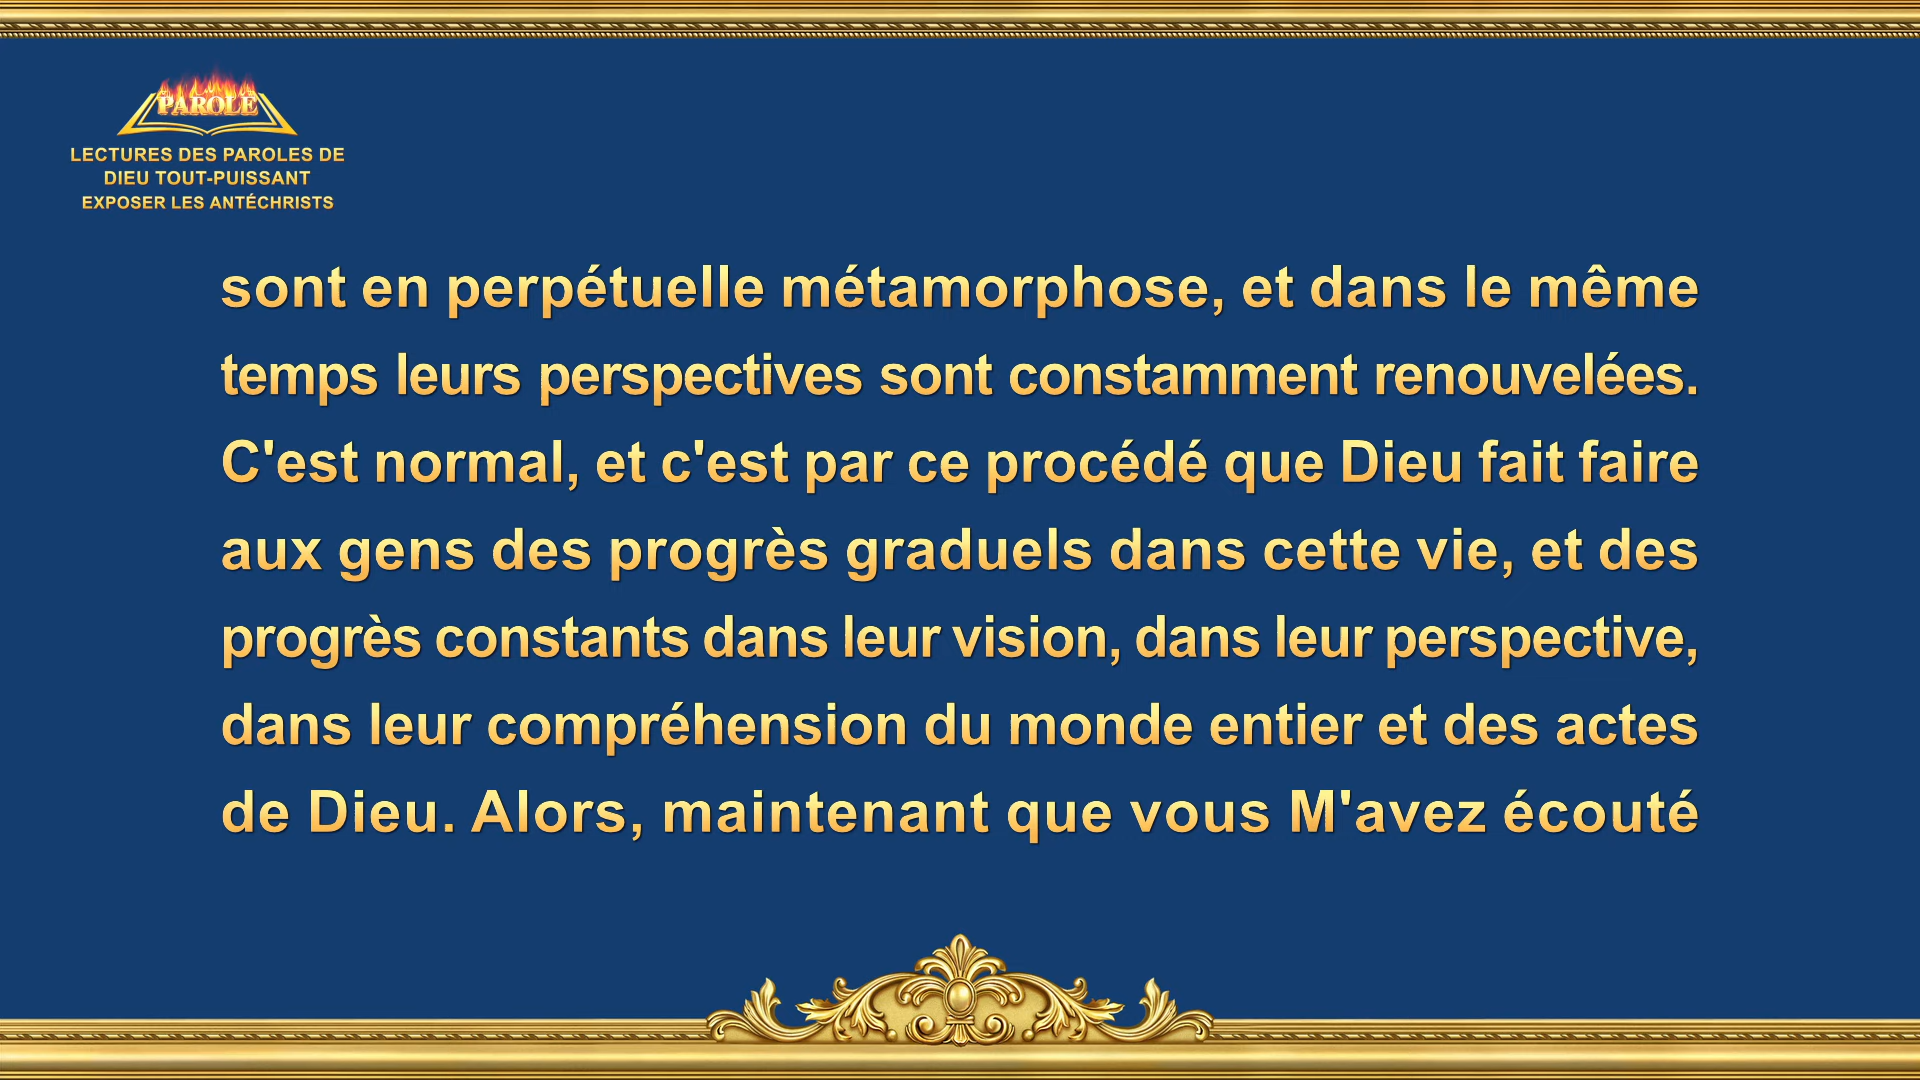 PAROLE
LECTURES DES PAROLES DE
DIEU TOUT-PUISSANT
EXPOSER LES ANTÉCHRISTS
sont en perpétuelle métamorphose, et dans le même
temps leurs perspectives sont constamment renouvelées.
C'est normal, et c'est par ce procédé que Dieu fait faire
aux gens des progrès graduels dans cette vie, et des
progrès constants dans leur vision, dans leur perspective,
dans leur compréhension du monde entier et des actes
de Dieu. Alors, maintenant que vous M'avez écouté